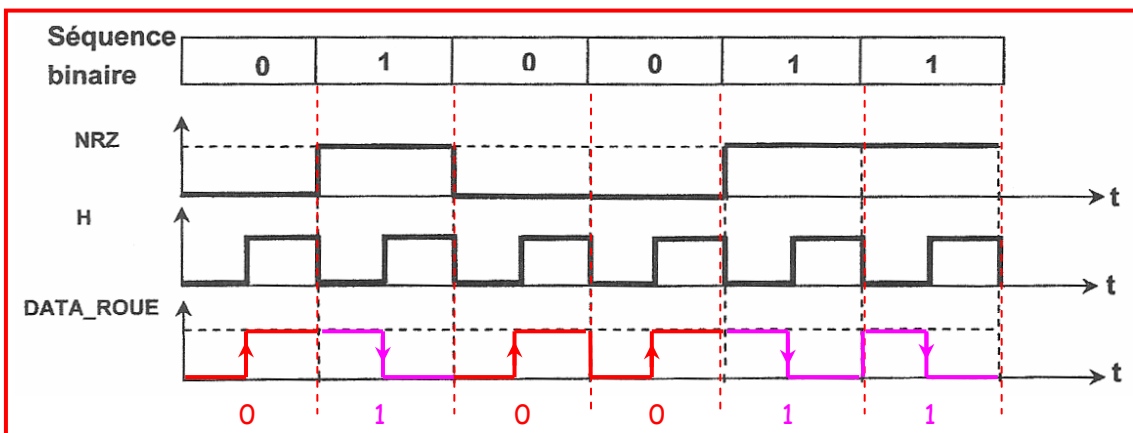 Séquence
binaire
0 1 0 0 1 1
NRZ
t
H
t
DATA_ROUE
t
0 1 0 0 1 1